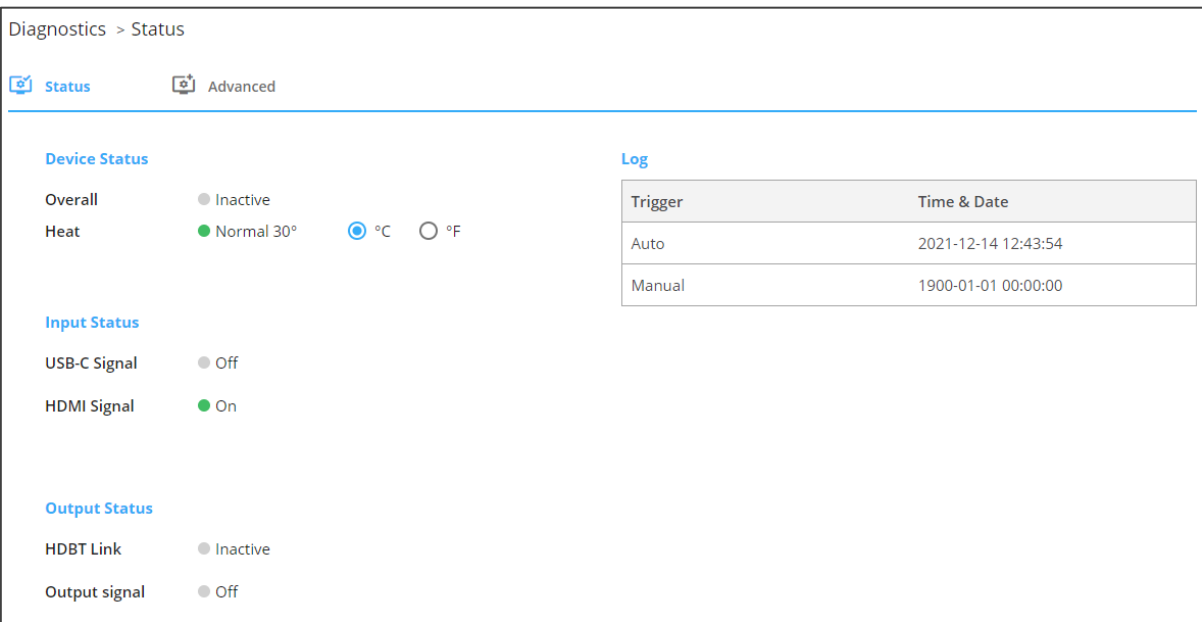 Diagnostics > Status
Status Advanced
Device Status
Overall Inactive
Heat Normal 30° °C °F
Input Status
USB-C Signal Off
HDMI Signal On
Output Status
HDBT Link Inactive
Output signal Off
Log
Trigger Time & Date
Auto 2021-12-14 12:43:54
Manual 1900-01-01 00:00:00